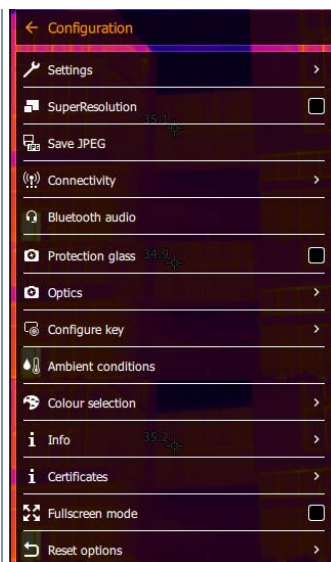 Configuration
Settings
SuperResolution
35.1
Save JPEG
Connectivity
Bluetooth audio
Protection glass
34.9
Optics
Configure key
Ambient conditions
Colour selection
Info
35.2
Certificates
Fullscreen mode
Reset options